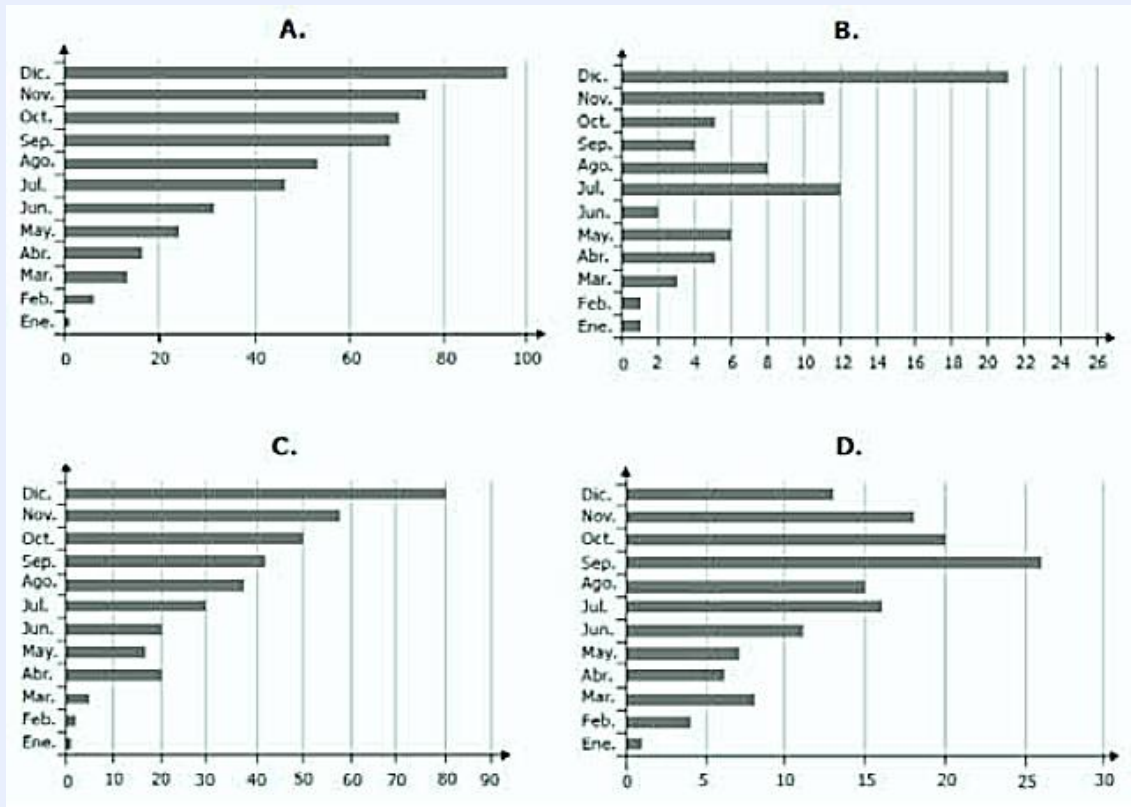 A.
Dic.
Nov.
Oct.
Sep.
Ago.
Jul.
Jun.
May.
Abr.
Mar.
Feb.
Ene.
0 20 40 60 80 100
B.
Dic.
Nov.
Oct.
Sep.
Ago.
Jul.
Jun.
May.
Abr.
Mar.
Feb.
Ene.
0 2 4 6 8 10 12 14 16 18 20 22 24 26
C.
Dic.
Nov.
Oct.
Sep.
Ago.
Jul.
Jun.
May.
Abr.
Mar.
Feb.
Ene.
0 10 20 30 40 50 60 70 80 90
D.
Dic.
Nov.
Oct.
Sep.
Ago.
Jul.
Jun.
May.
Abr.
Mar.
Feb.
Ene.
0 5 10 15 20 25 30